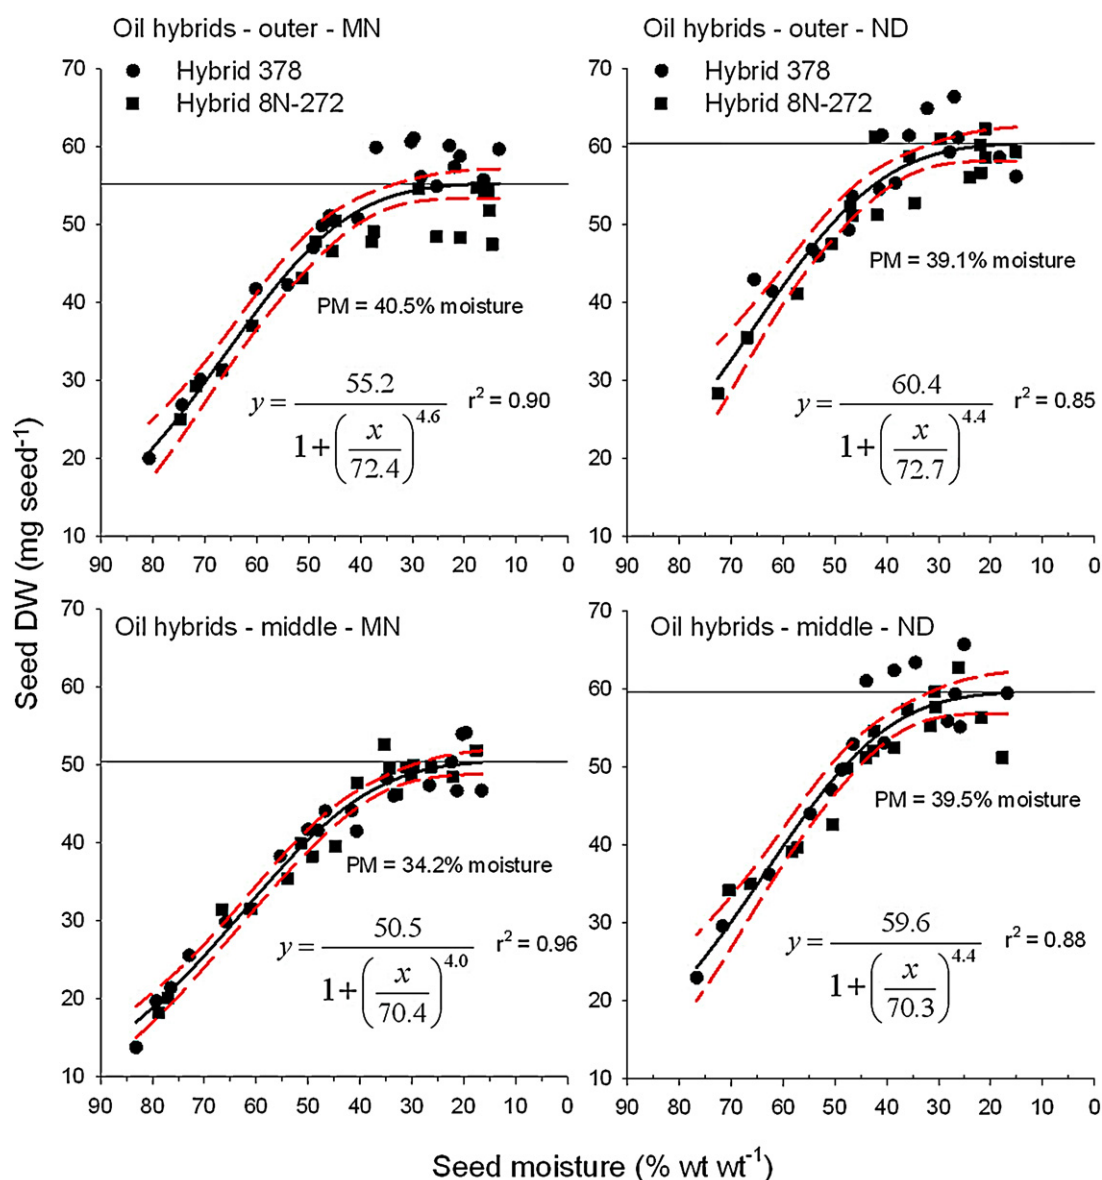 Oil hybrids - outer - MN
Hybrid 378
Hybrid 8N-272
70
60
50
40
30
20
10
PM = 40.5% moisture
y = 55.2 / (1+(x/72.4)^4.6)
r² = 0.90
90 80 70 60 50 40 30 20 10 0
Oil hybrids - outer - ND
Hybrid 378
Hybrid 8N-272
70
60
50
40
30
20
10
PM = 39.1% moisture
y = 60.4 / (1+(x/72.7)^4.4)
r² = 0.85
90 80 70 60 50 40 30 20 10 0
Seed DW (mg seed⁻¹)
Oil hybrids - middle - MN
70
60
50
40
30
20
10
PM = 34.2% moisture
y = 50.5 / (1+(x/70.4)^4.0)
r² = 0.96
90 80 70 60 50 40 30 20 10 0
Oil hybrids - middle - ND
70
60
50
40
30
20
10
PM = 39.5% moisture
y = 59.6 / (1+(x/70.3)^4.4)
r² = 0.88
90 80 70 60 50 40 30 20 10 0
Seed moisture (% wt wt⁻¹)